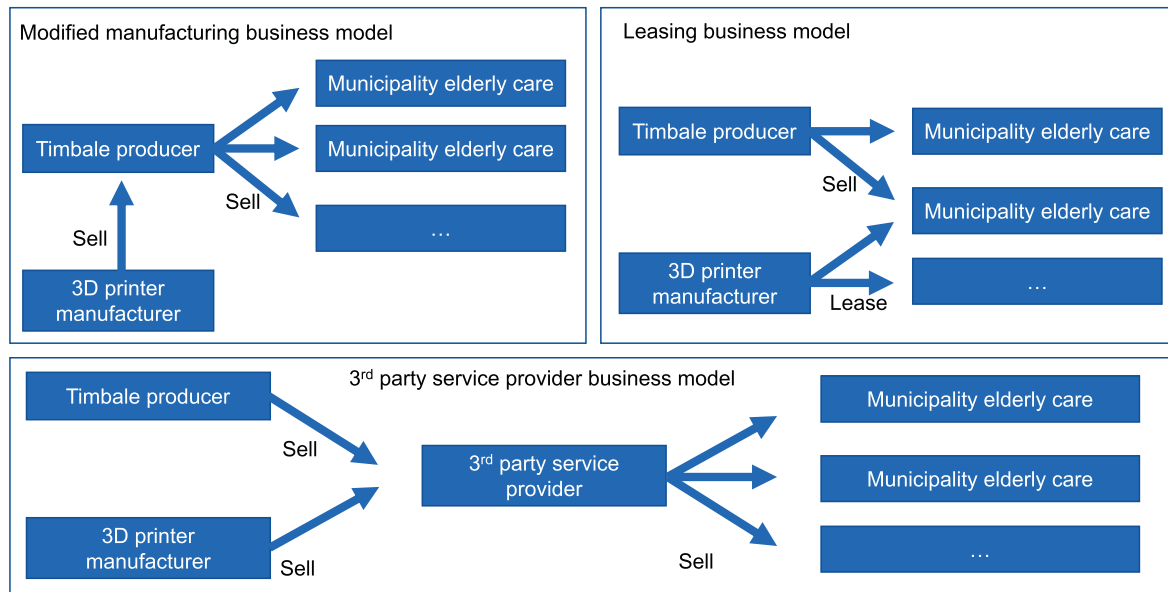 Modified manufacturing business model
Municipality elderly care
Timbale producer
Municipality elderly care
Sell
…
Sell
3D printer
manufacturer
Leasing business model
Timbale producer
Municipality elderly care
Sell
Municipality elderly care
3D printer
manufacturer
Lease
…
3rd party service provider business model
Timbale producer
Municipality elderly care
Sell
3rd party service
provider
Municipality elderly care
3D printer
manufacturer
Sell
Sell
…